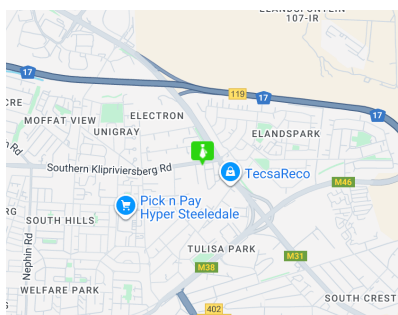 ELANDSFONTEIN
107-IR
17
119
17
17
CRE
MOFFAT VIEW
ELECTRON
UNIGRAY
ELANDSPARK
Rd
Southern Klipriviersberg Rd
TecsaReco
M46
Pick n Pay
Hyper Steeledale
RG
SOUTH HILLS
Nephin Rd
TULISA PARK
M31
M38
WELFARE PARK
SOUTH CREST
402